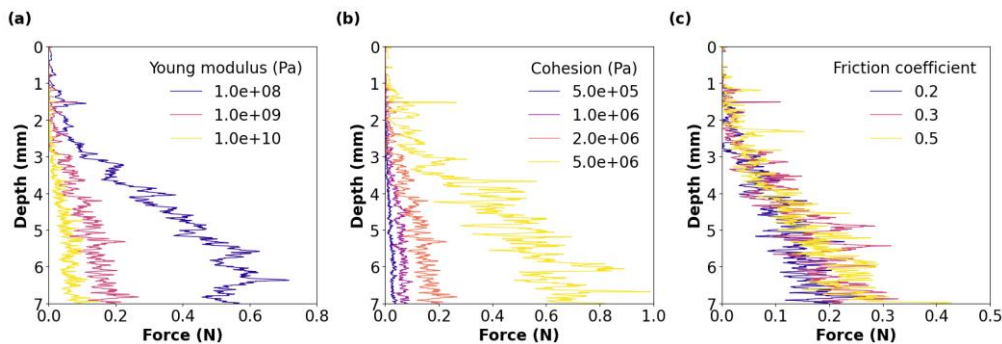 (a)
Young modulus (Pa)
1.0e+08
1.0e+09
1.0e+10
0
1
2
3
4
5
6
7
Depth (mm)
0.0 0.2 0.4 0.6 0.8
Force (N)
(b)
Cohesion (Pa)
5.0e+05
1.0e+06
2.0e+06
5.0e+06
0
1
2
3
4
5
6
7
Depth (mm)
0.0 0.2 0.4 0.6 0.8 1.0
Force (N)
(c)
Friction coefficient
0.2
0.3
0.5
0
1
2
3
4
5
6
7
Depth (mm)
0.0 0.1 0.2 0.3 0.4 0.5
Force (N)